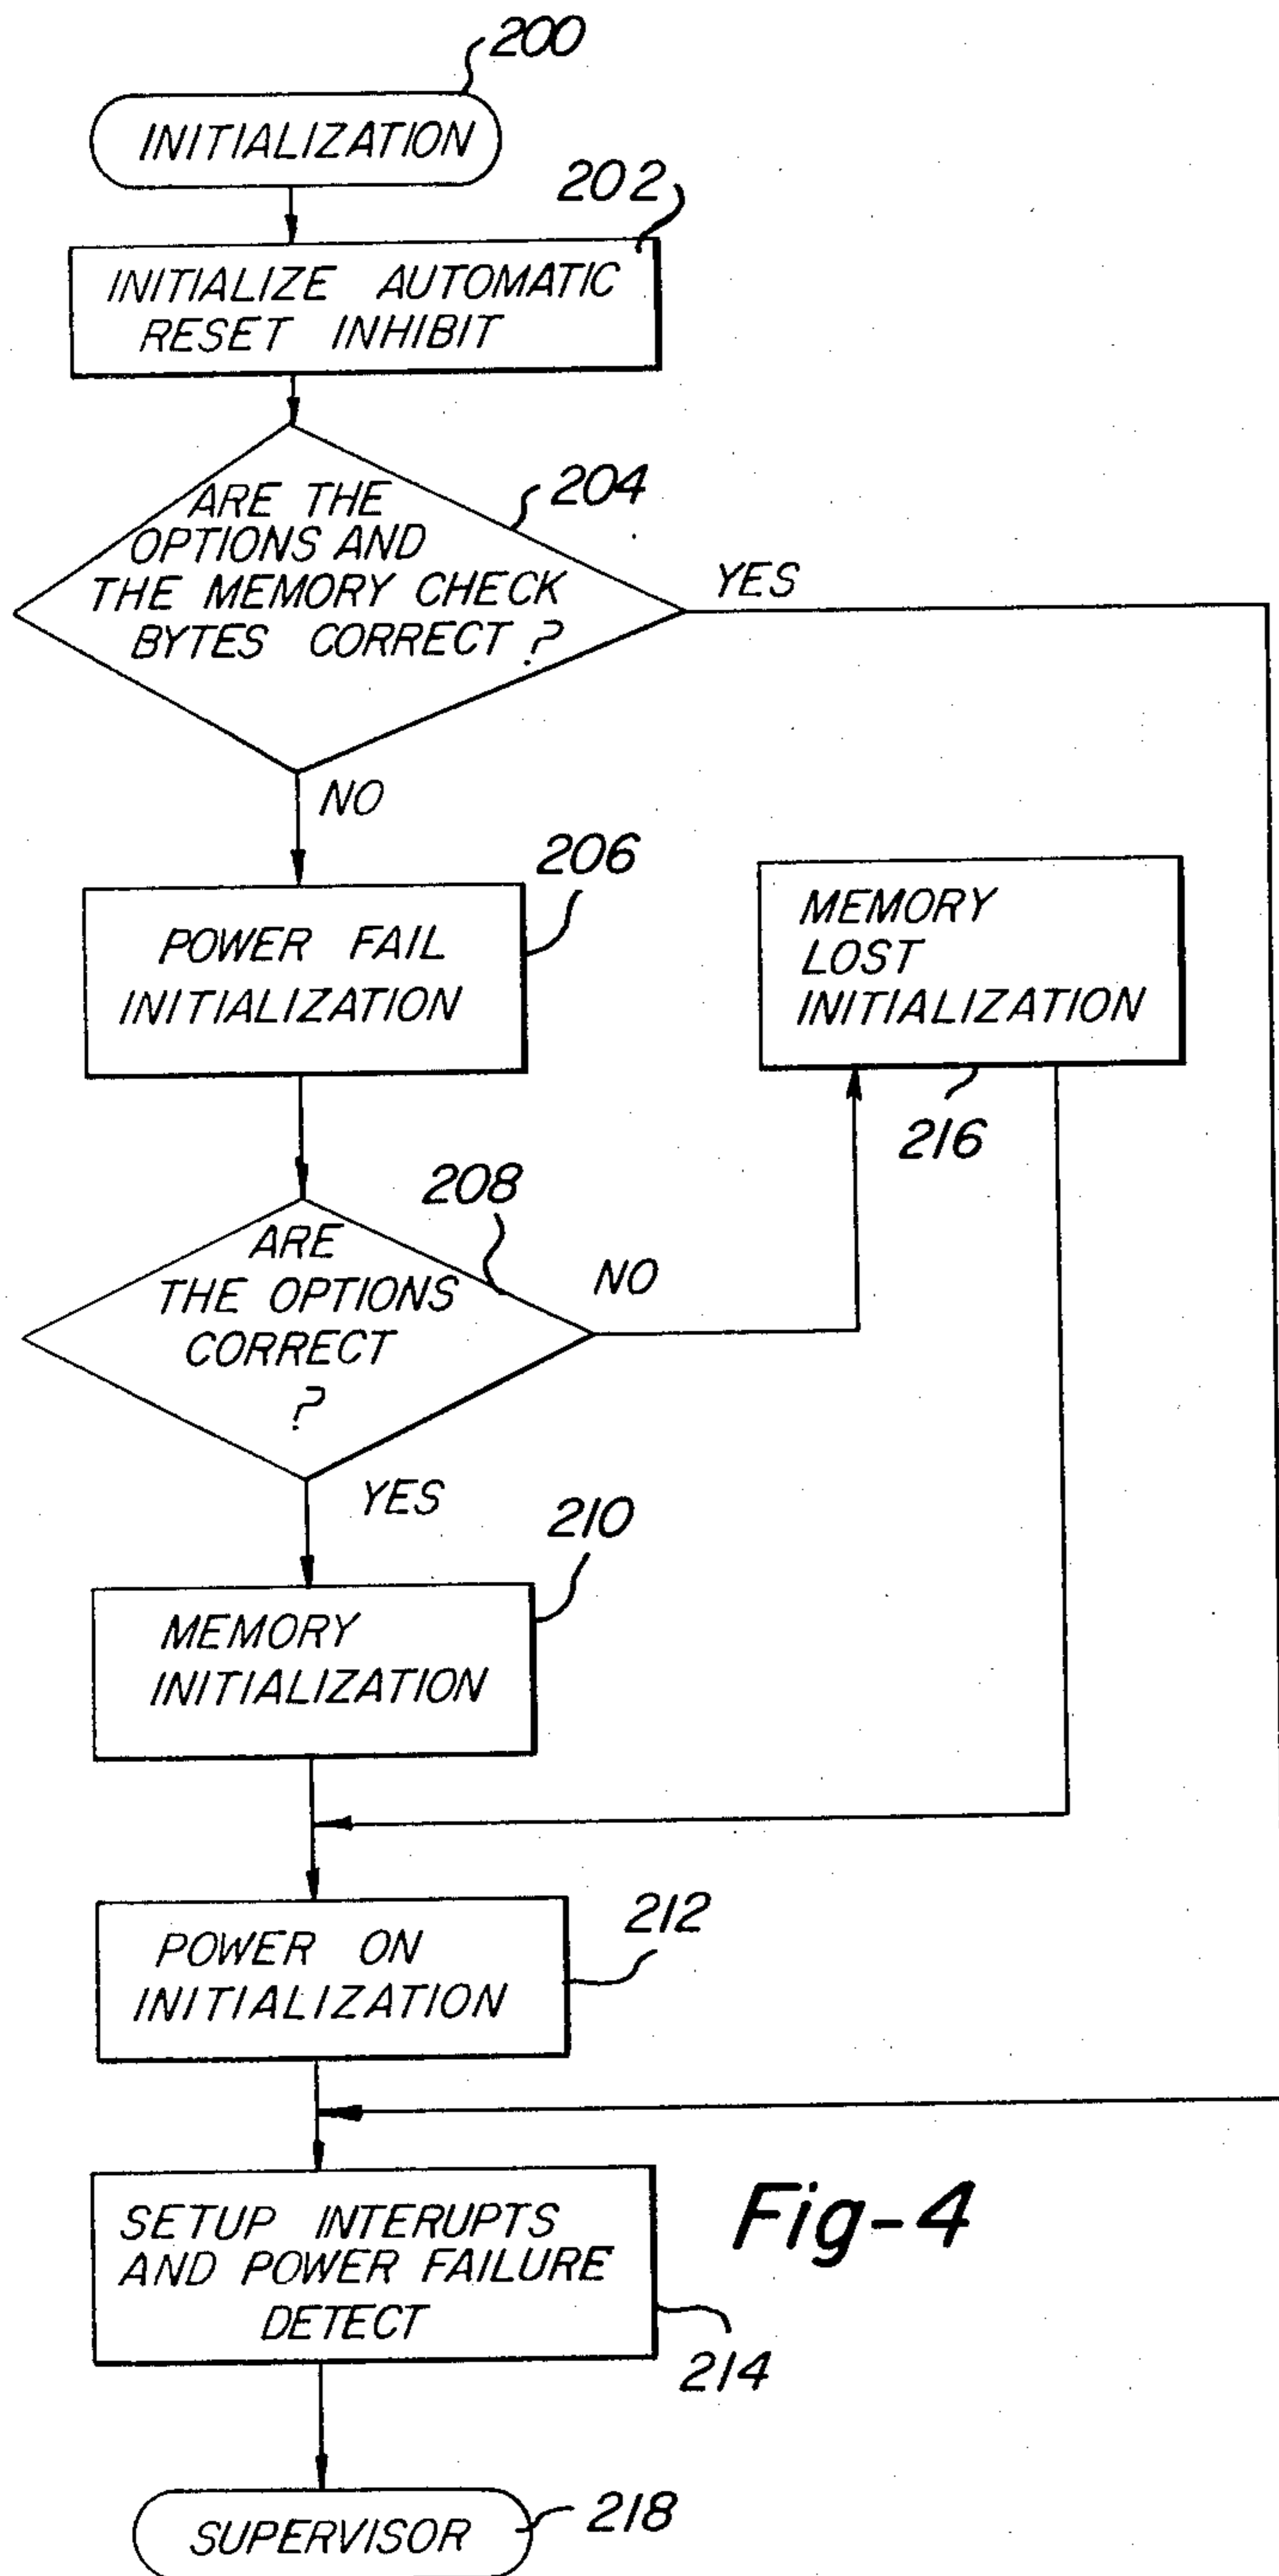 200
INITIALIZATION
202
INITIALIZE AUTOMATIC
RESET INHIBIT
204
ARE THE
OPTIONS AND
THE MEMORY CHECK
BYTES CORRECT ?
YES
NO
206
POWER FAIL
INITIALIZATION
MEMORY
LOST
INITIALIZATION
216
208
ARE
THE OPTIONS
CORRECT
?
NO
YES
210
MEMORY
INITIALIZATION
212
POWER ON
INITIALIZATION
SETUP INTERUPTS
AND POWER FAILURE
DETECT
214
Fig-4
SUPERVISOR
218